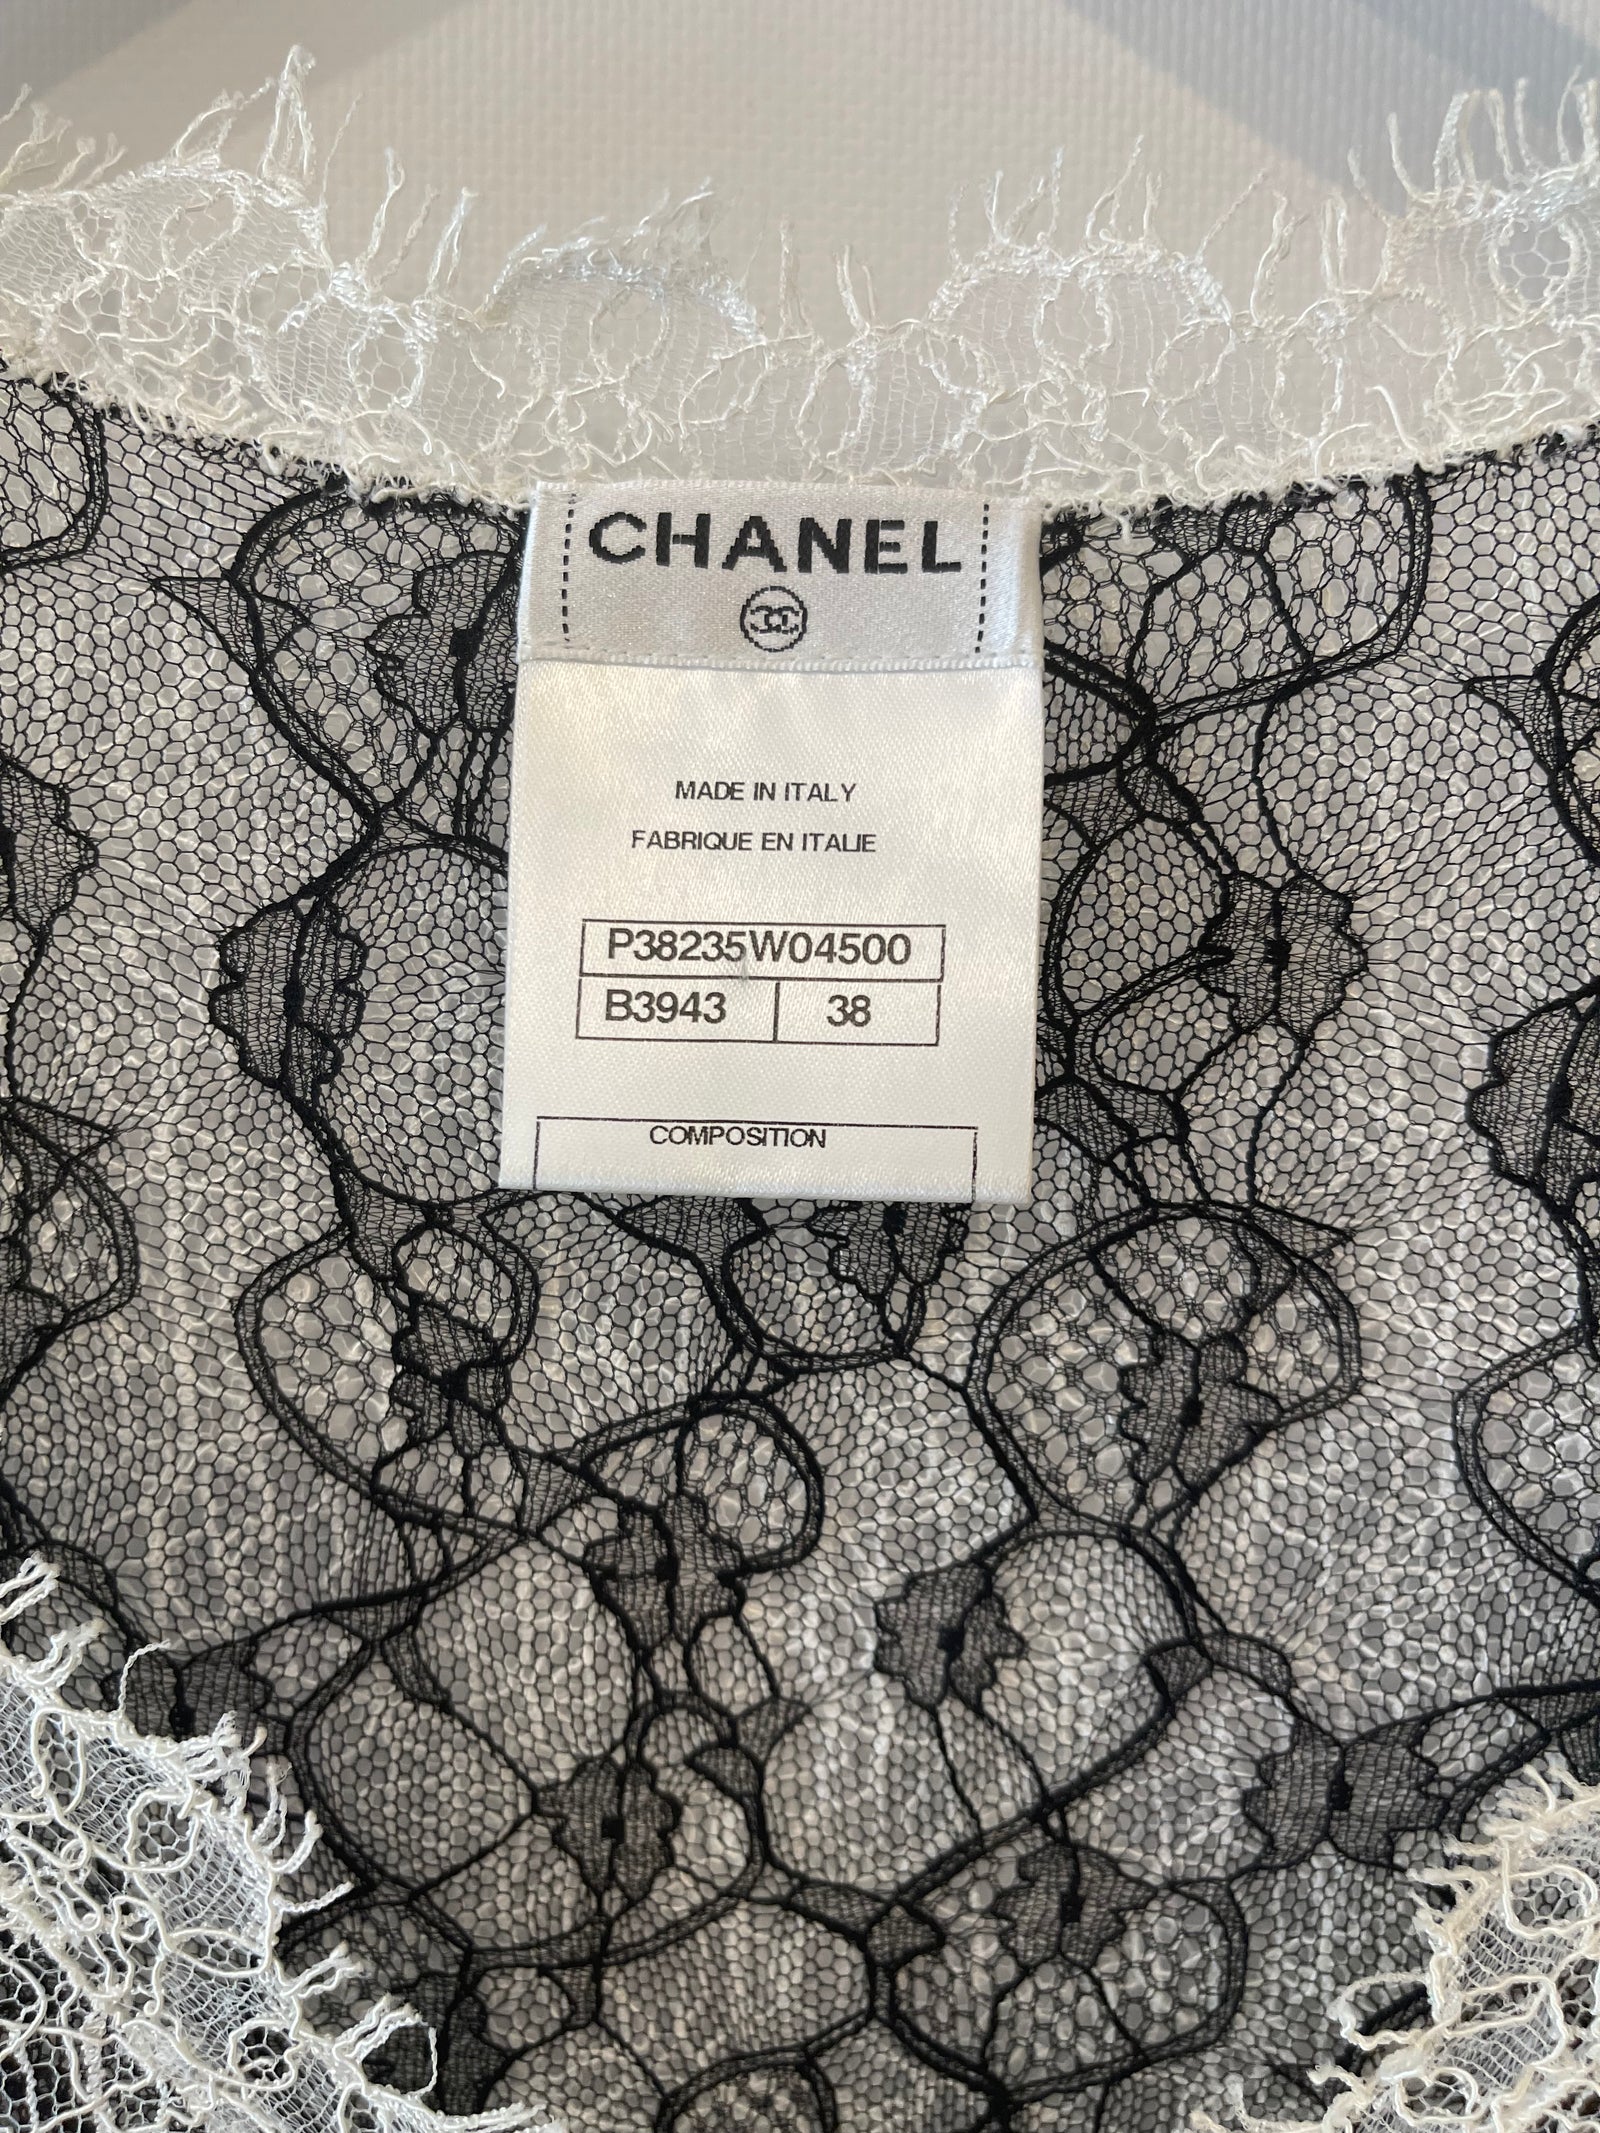 CHANEL
MADE IN ITALY
FABRIQUE EN ITALIE
P38235W04500
B3943 38
COMPOSITION